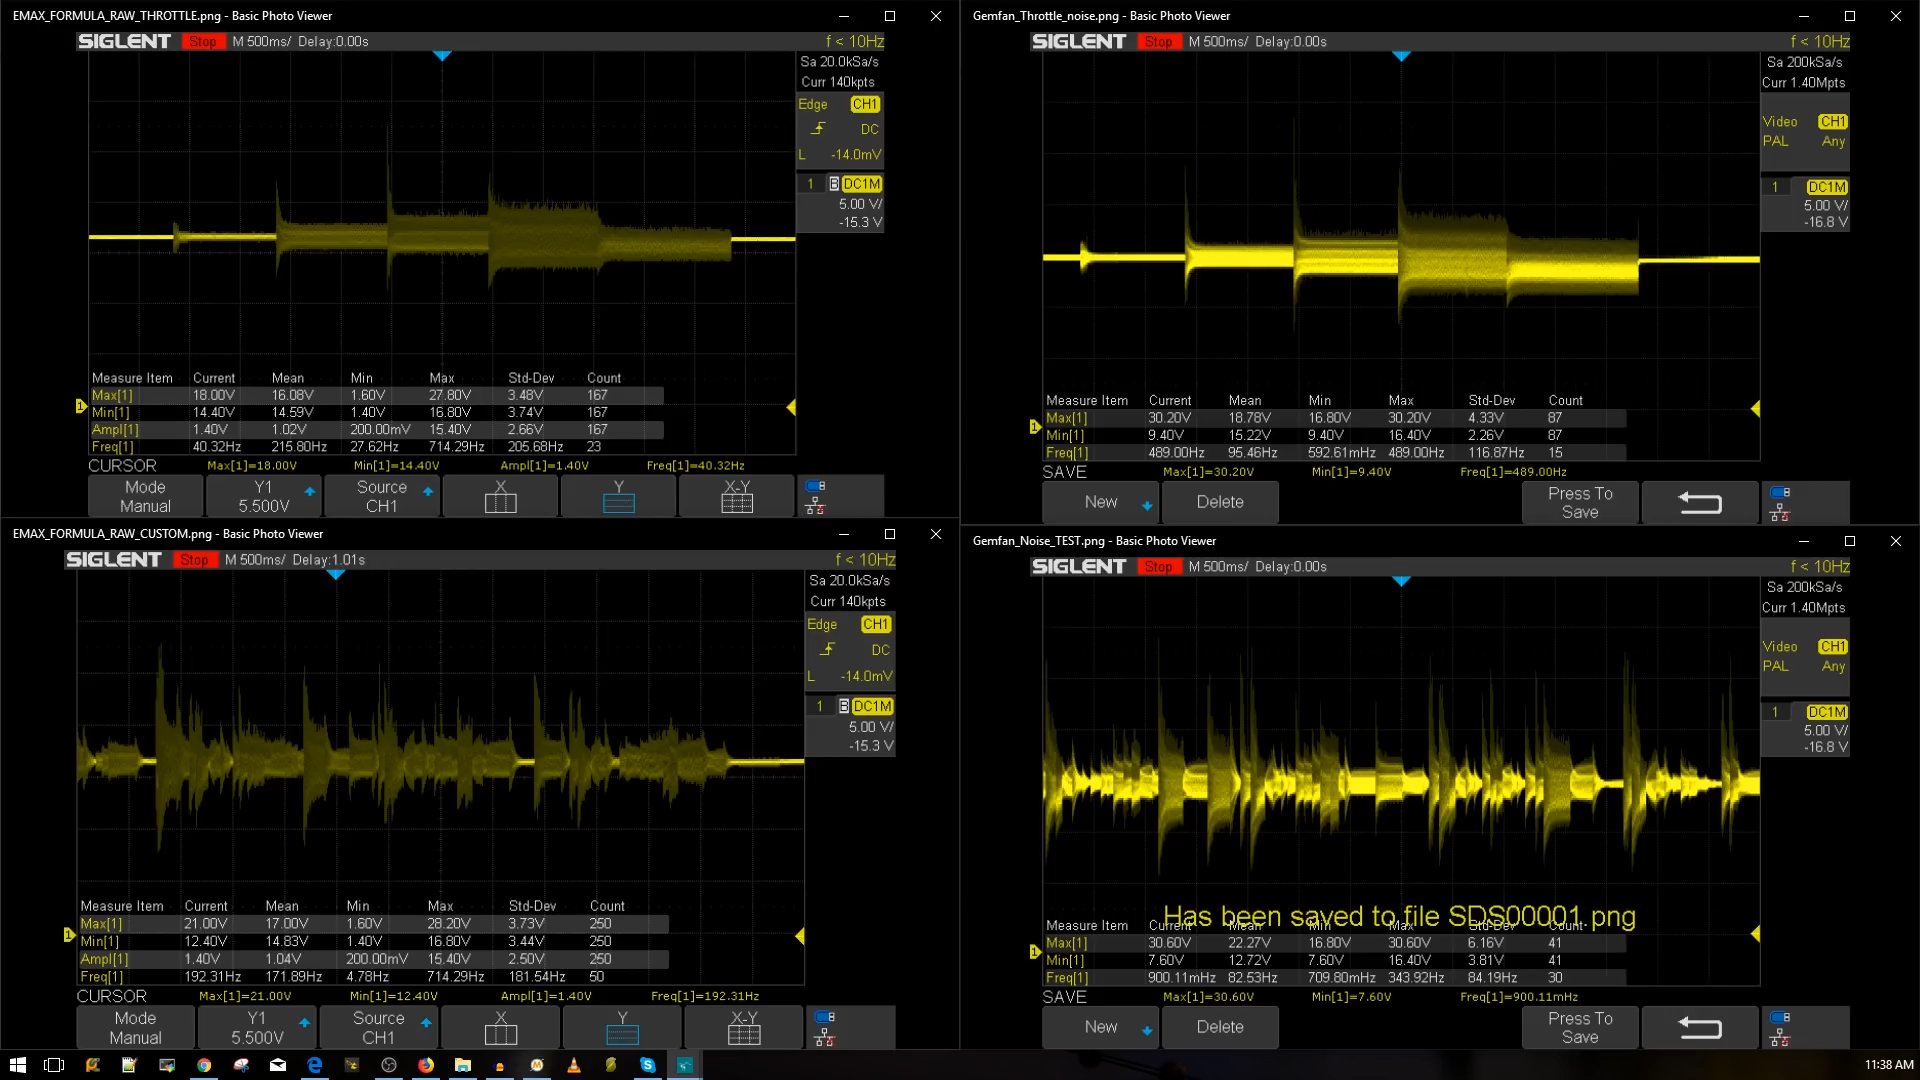 EMAX_FORMULA_RAW_THROTTLE.png - Basic Photo Viewer
SIGLENT Stop M 500ms/ Delay:0.00s f < 10Hz
Sa 20.0kSa/s
Curr 140kpts
Edge CH1
DC
L -14.0mV
1 B DC1M
5.00 V/
-15.3 V
Measure Item Current Mean Min Max Std-Dev Count
Max[1] 18.00V 16.08V 1.60V 27.80V 3.48V 167
Min[1] 14.40V 14.59V 1.40V 16.80V 3.74V 167
Ampl[1] 1.40V 1.02V 200.00mV 15.40V 2.66V 167
Freq[1] 40.32Hz 215.80Hz 27.62Hz 714.29Hz 205.68Hz 23
1
CURSOR Max[1]=18.00V Min[1]=14.40V Ampl[1]=1.40V Freq[1]=40.32Hz
Mode Y1 Source X Y X-Y
Manual 5.500V CH1
Gemfan_Throttle_noise.png - Basic Photo Viewer
SIGLENT Stop M 500ms/ Delay:0.00s f < 10Hz
Sa 200kSa/s
Curr 1.40Mpts
Video CH1
PAL Any
1 DC1M
5.00 V/
-16.8 V
Measure Item Current Mean Min Max Std-Dev Count
Max[1] 30.20V 18.78V 16.80V 30.20V 4.33V 87
1
Min[1] 9.40V 15.22V 9.40V 16.40V 2.26V 87
Freq[1] 489.00Hz 95.46Hz 592.61mHz 489.00Hz 116.87Hz 15
SAVE Max[1]=30.20V Min[1]=9.40V Freq[1]=489.00Hz
New Delete Press To
Save
EMAX_FORMULA_RAW_CUSTOM.png - Basic Photo Viewer
SIGLENT Stop M 500ms/ Delay:1.01s f < 10Hz
Sa 20.0kSa/s
Curr 140kpts
Edge CH1
DC
L -14.0mV
1 B DC1M
5.00 V/
-15.3 V
Measure Item Current Mean Min Max Std-Dev Count
Max[1] 21.00V 17.00V 1.60V 28.20V 3.73V 250
1
Min[1] 12.40V 14.83V 1.40V 16.80V 3.44V 250
Ampl[1] 1.40V 1.04V 200.00mV 15.40V 2.50V 250
Freq[1] 192.31Hz 171.89Hz 4.78Hz 714.29Hz 181.54Hz 50
CURSOR Max[1]=21.00V Min[1]=12.40V Ampl[1]=1.40V Freq[1]=192.31Hz
Mode Y1 Source X Y X-Y
Manual 5.500V CH1
Gemfan_Noise_TEST.png - Basic Photo Viewer
SIGLENT Stop M 500ms/ Delay:0.00s f < 10Hz
Sa 200kSa/s
Curr 1.40Mpts
Video CH1
PAL Any
1 DC1M
5.00 V/
-16.8 V
Has been saved to file SDS00001.png
Measure Item Current Mean Min Max Std-Dev Count
Max[1] 30.60V 22.27V 16.80V 30.60V 6.16V 41
1
Min[1] 7.60V 12.72V 7.60V 16.40V 3.81V 41
Freq[1] 900.11mHz 82.53Hz 709.80mHz 343.92Hz 84.19Hz 30
SAVE Max[1]=30.60V Min[1]=7.60V Freq[1]=900.11mHz
New Delete Press To
Save
11:38 AM